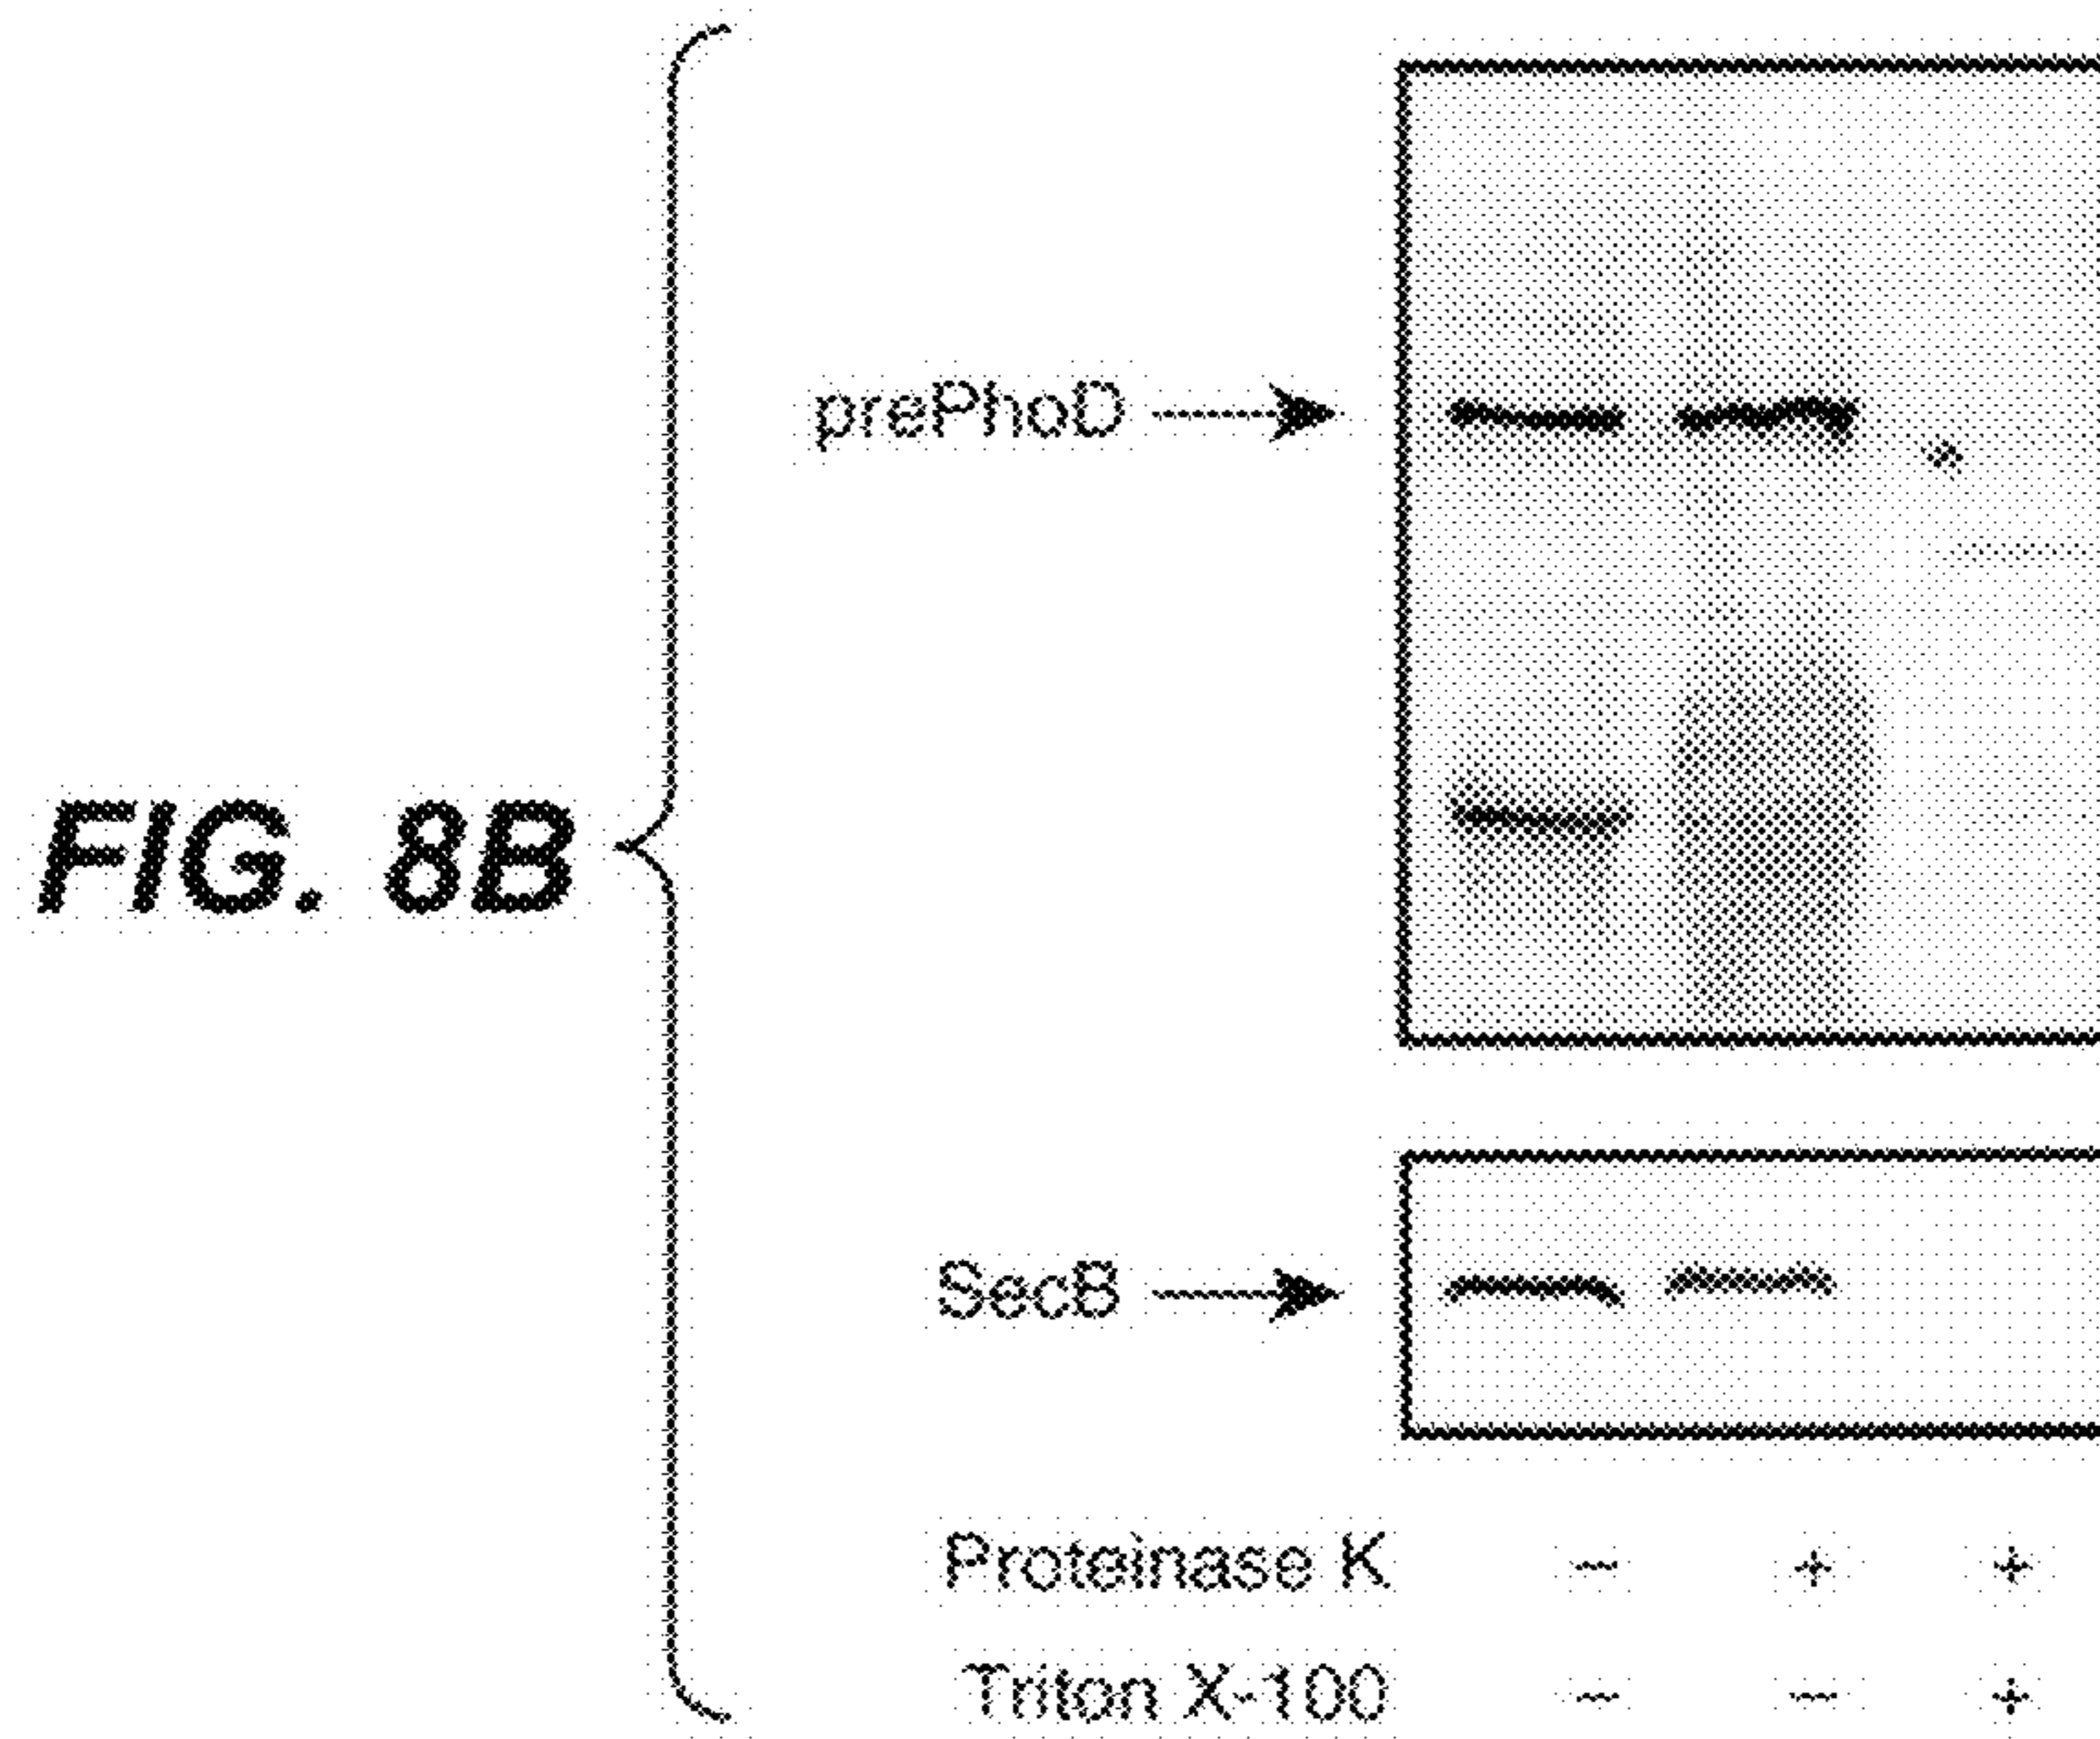 prePhoD
FIG. 8B
SecB
Proteinase K - + +
Triton X-100 - - +